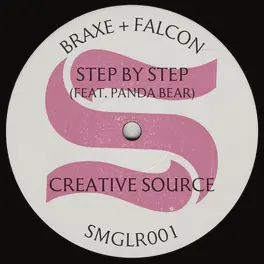 BRAXE + FALCON
STEP BY STEP
(FEAT. PANDA BEAR)
CREATIVE SOURCE
SMGLR001